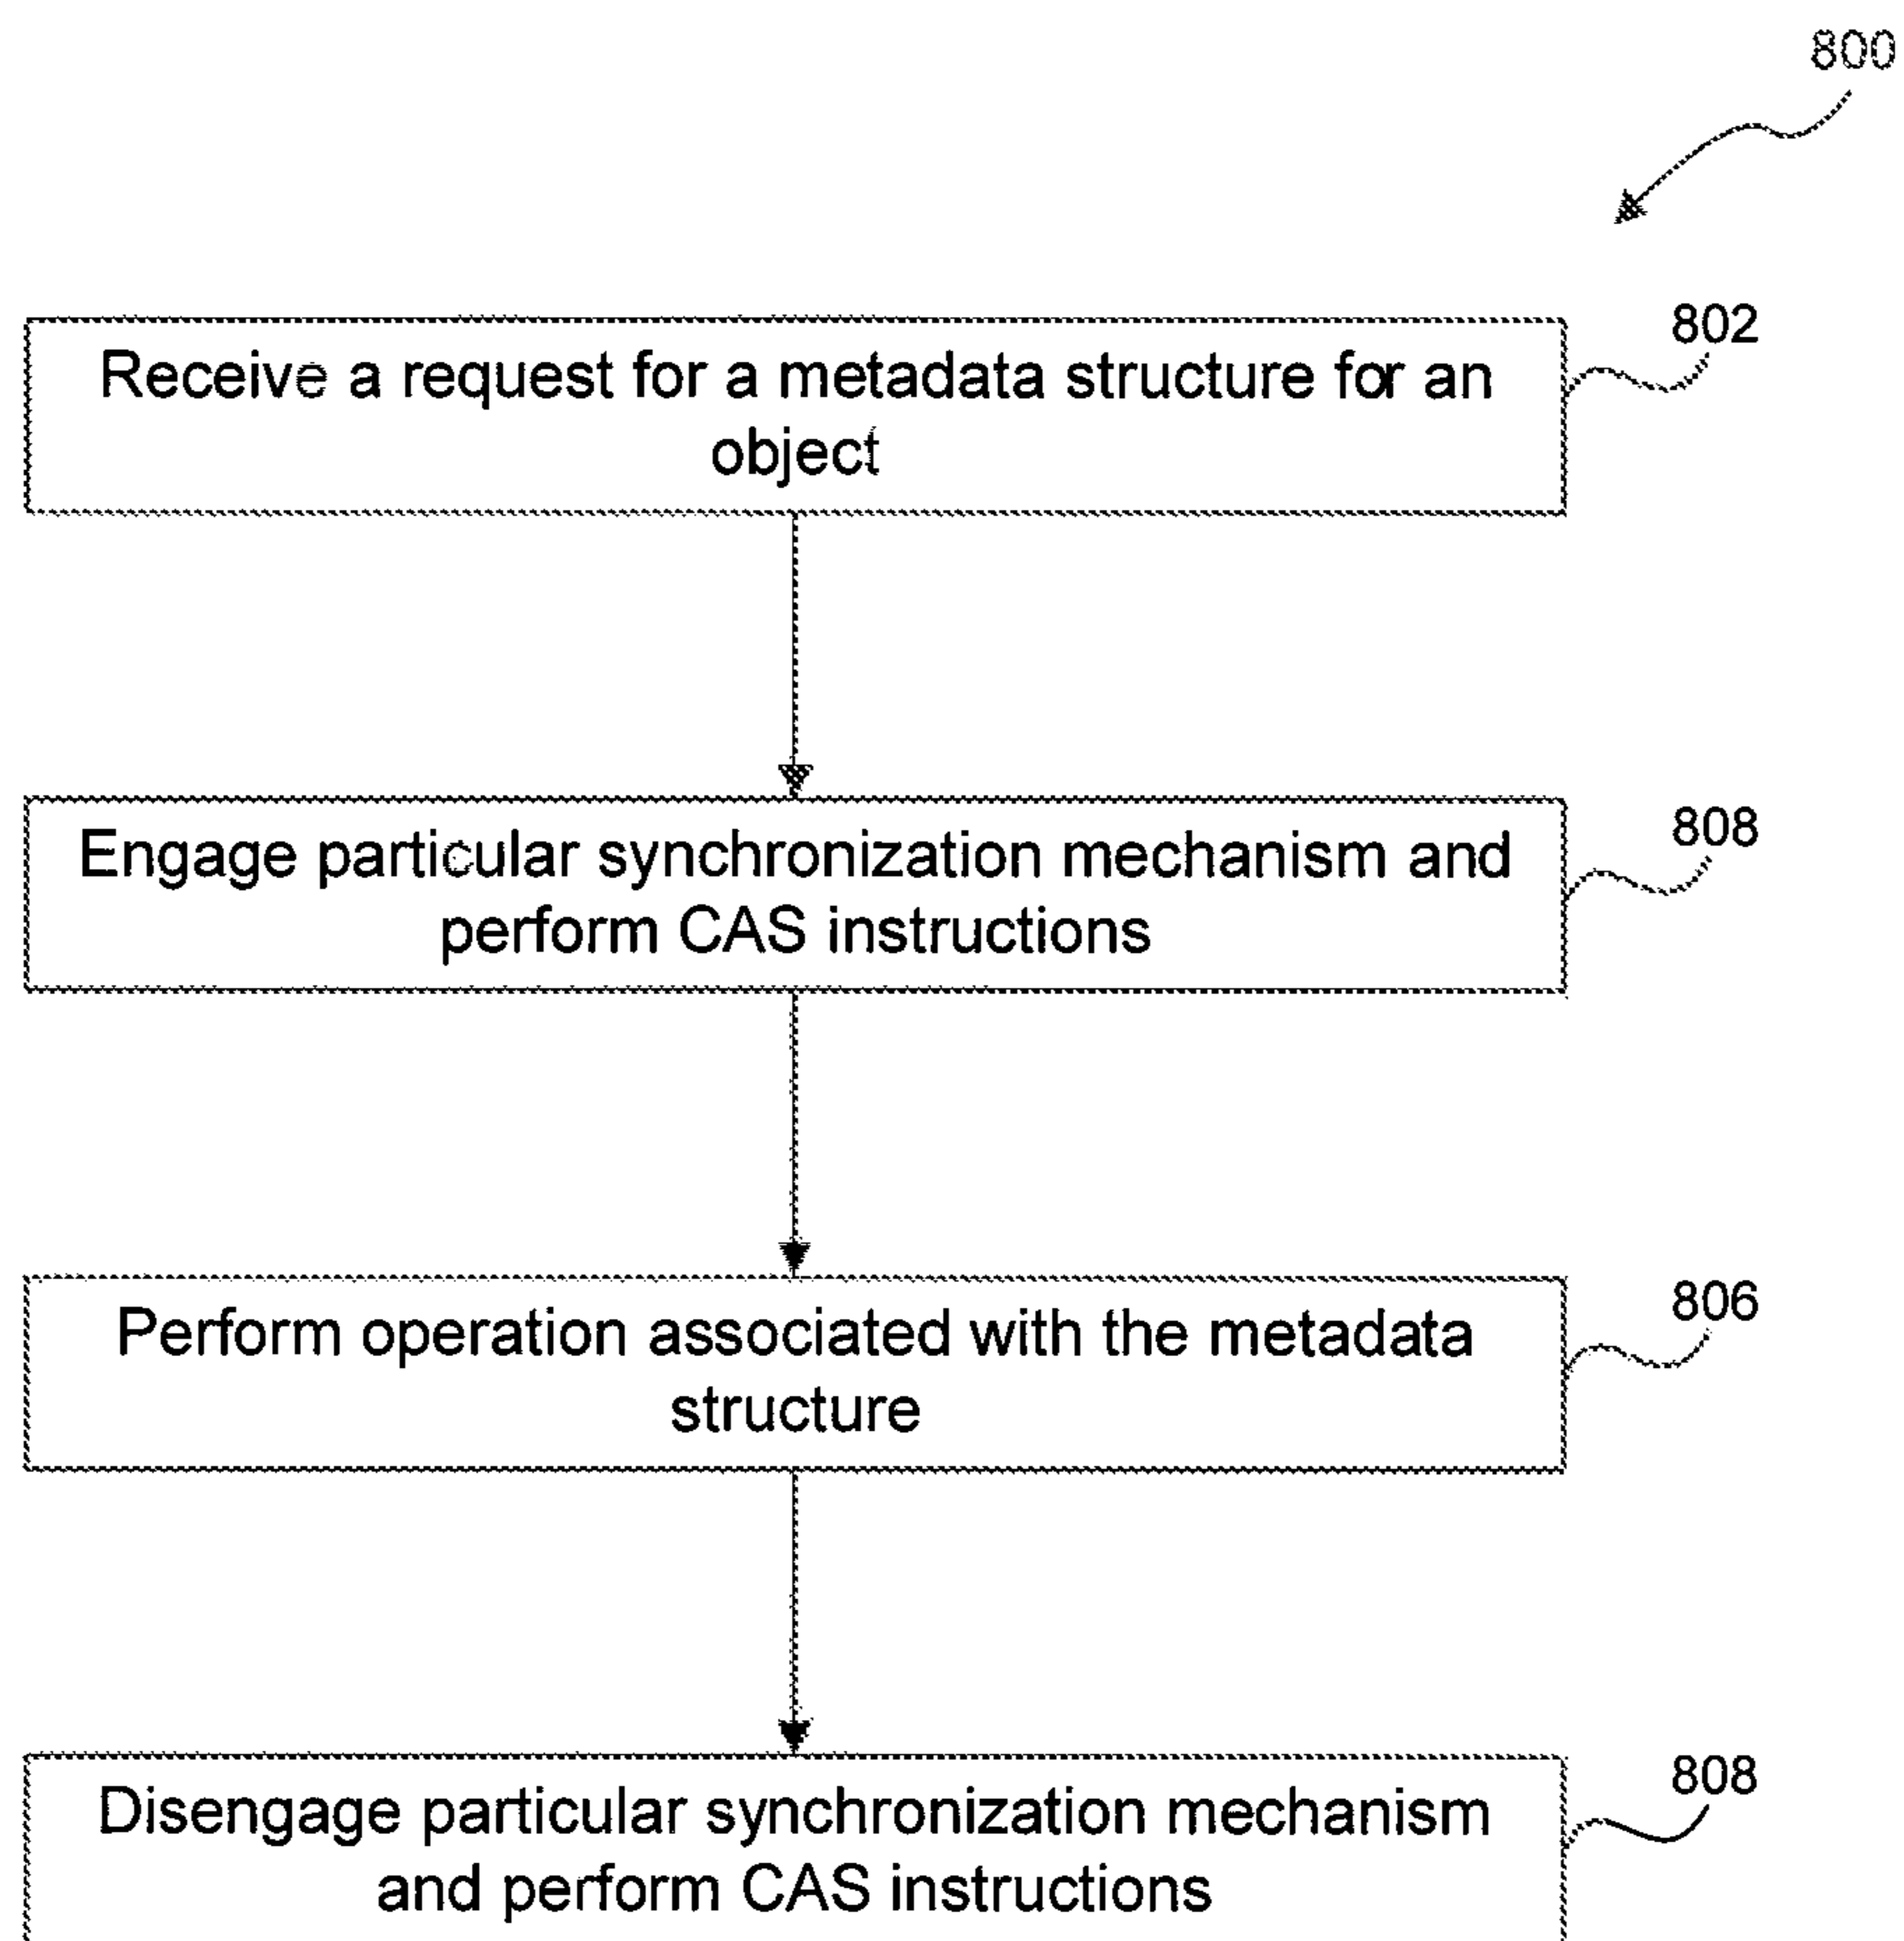 800
802
Receive a request for a metadata structure for an
object
808
Engage particular synchronization mechanism and
perform CAS instructions
806
Perform operation associated with the metadata
structure
808
Disengage particular synchronization mechanism
and perform CAS instructions